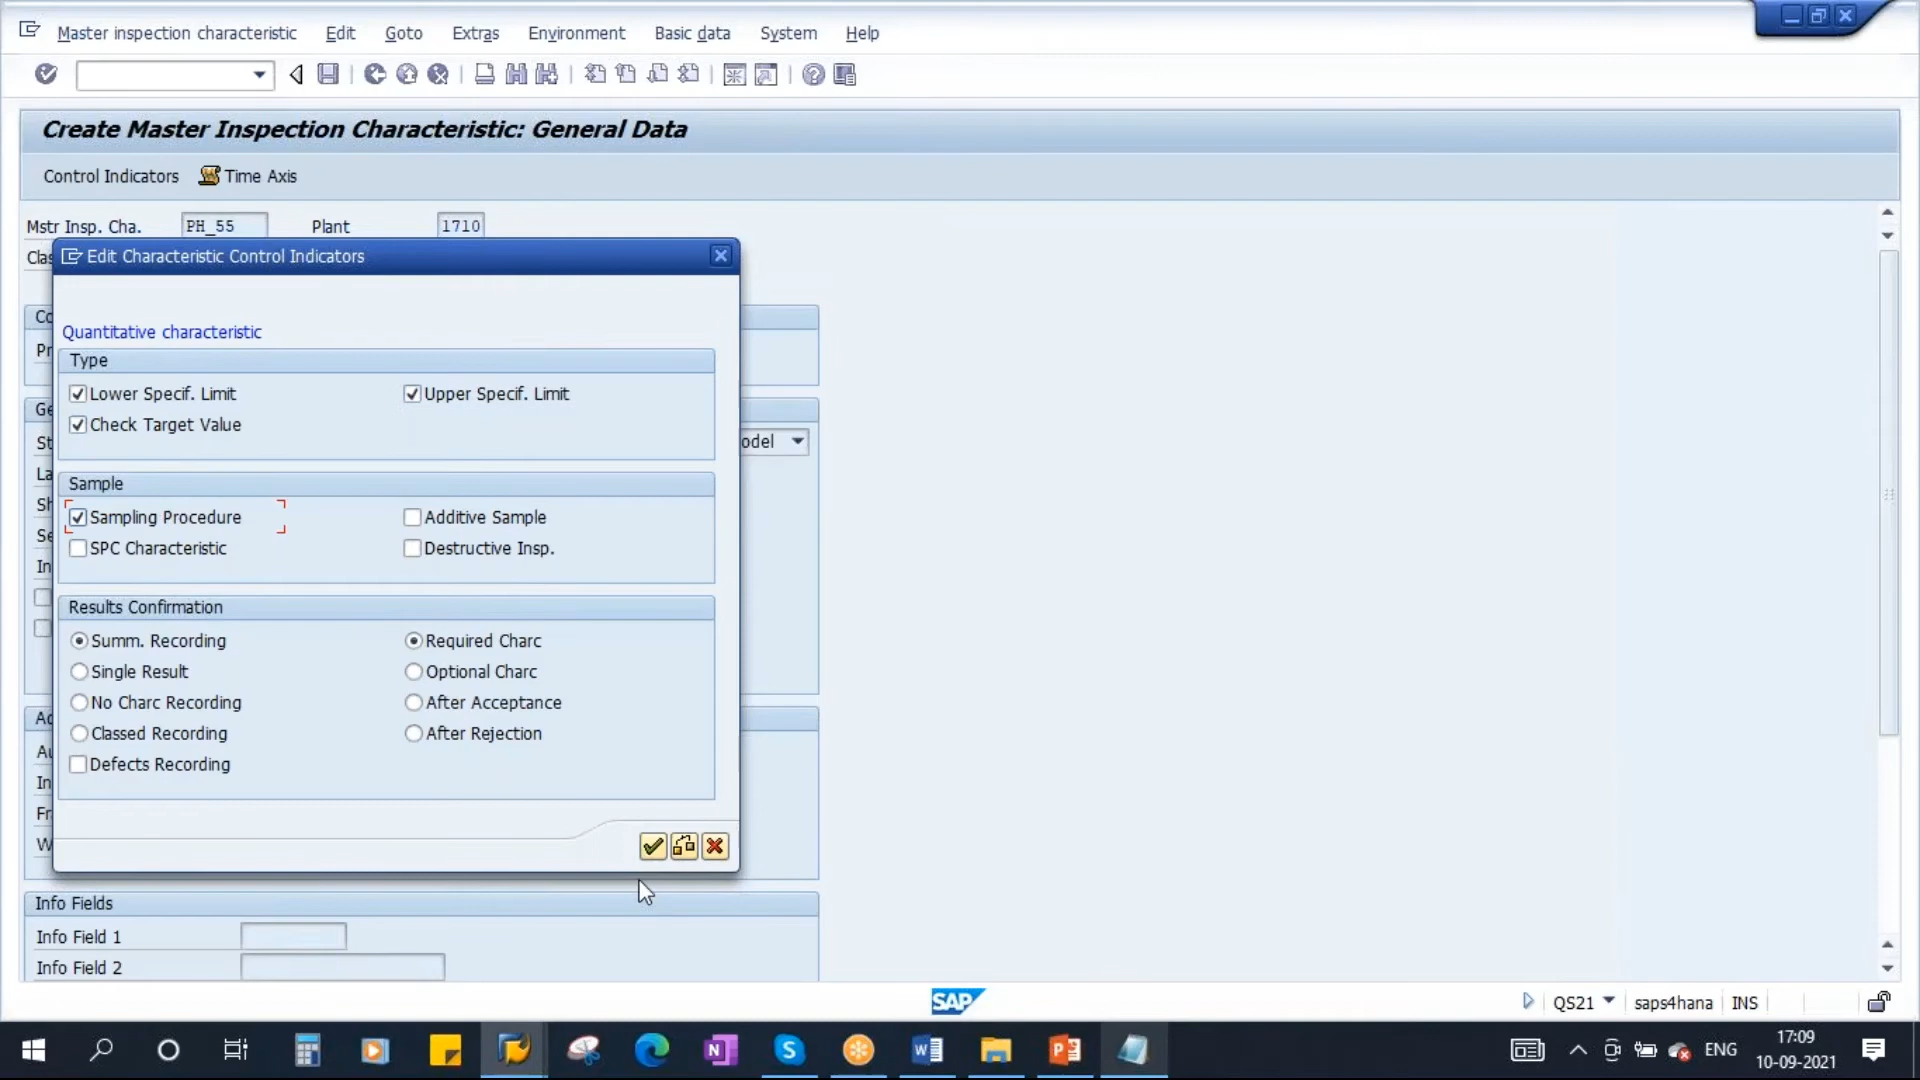 Master inspection characteristic Edit Goto Extras Environment Basic data System Help
Create Master Inspection Characteristic: General Data
Control Indicators Time Axis
Mstr Insp. Cha. PH_55 Plant 1710
Edit Characteristic Control Indicators
Quantitative characteristic
Type
Lower Specif. Limit Upper Specif. Limit
Check Target Value
odel
Sample
Sampling Procedure Additive Sample
SPC Characteristic Destructive Insp.
Results Confirmation
Summ. Recording Required Charc
Single Result Optional Charc
No Charc Recording After Acceptance
Classed Recording After Rejection
Defects Recording
Info Fields
Info Field 1
Info Field 2
SAP QS21 saps4hana INS
ENG 17:09
10-09-2021